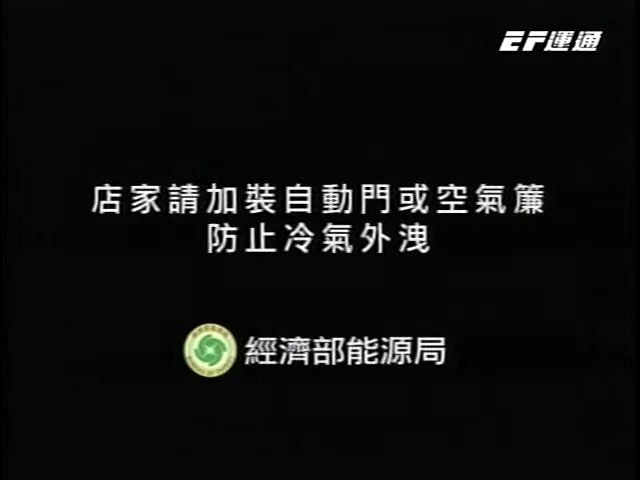 EF運通
店家請加裝自動門或空氣簾
防止冷氣外洩
經濟部能源局